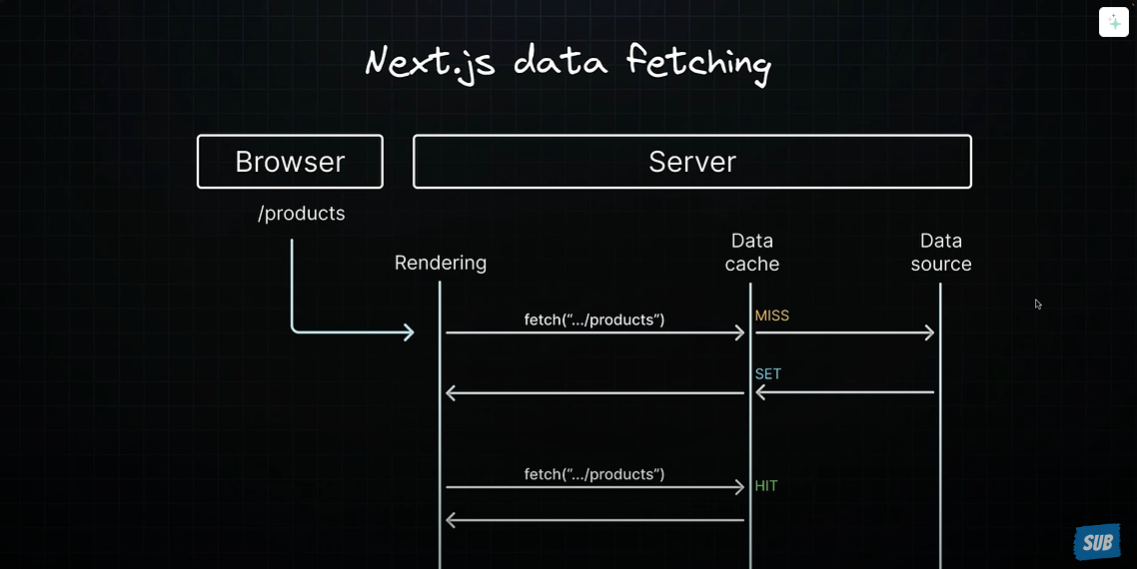 Next.js data fetching
Browser
Server
/products
Rendering
Data
cache
Data
source
fetch(“.../products”)
MISS
SET
fetch(“.../products”)
HIT
SUB